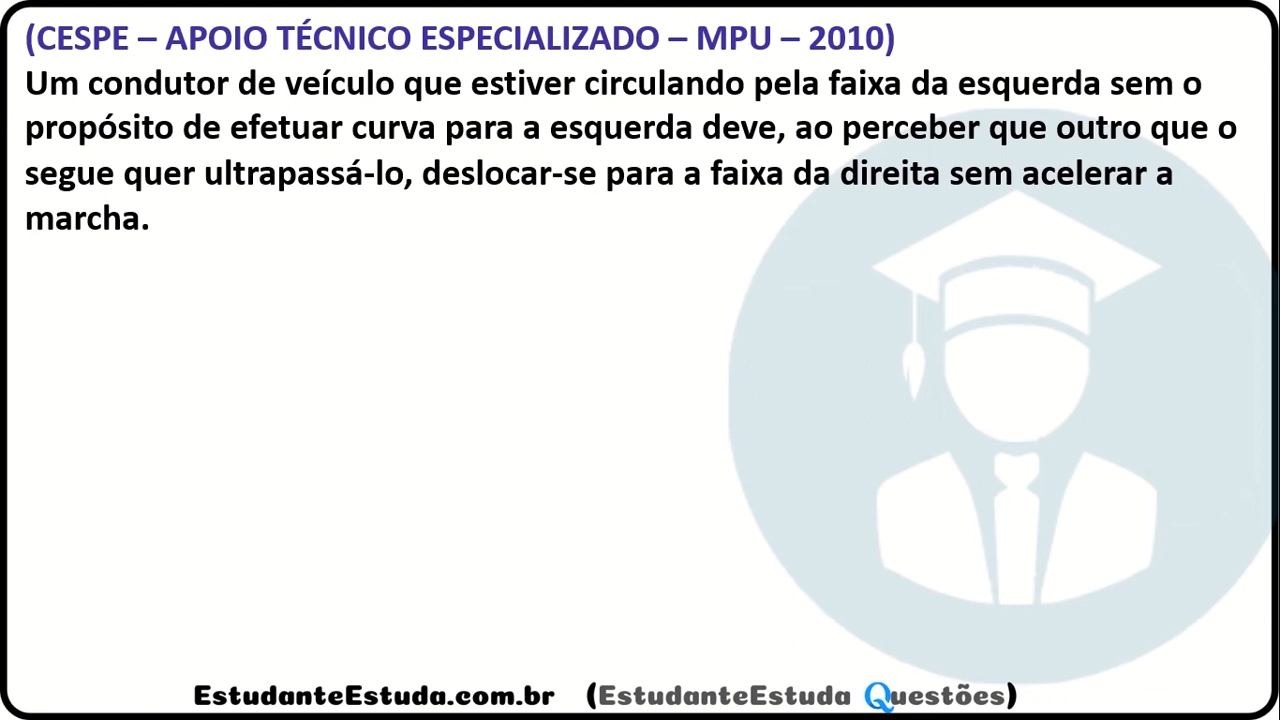 (CESPE – APOIO TÉCNICO ESPECIALIZADO – MPU – 2010)
Um condutor de veículo que estiver circulando pela faixa da esquerda sem o
propósito de efetuar curva para a esquerda deve, ao perceber que outro que o
segue quer ultrapassá-lo, deslocar-se para a faixa da direita sem acelerar a
marcha.
EstudanteEstuda.com.br (EstudanteEstuda Questões)